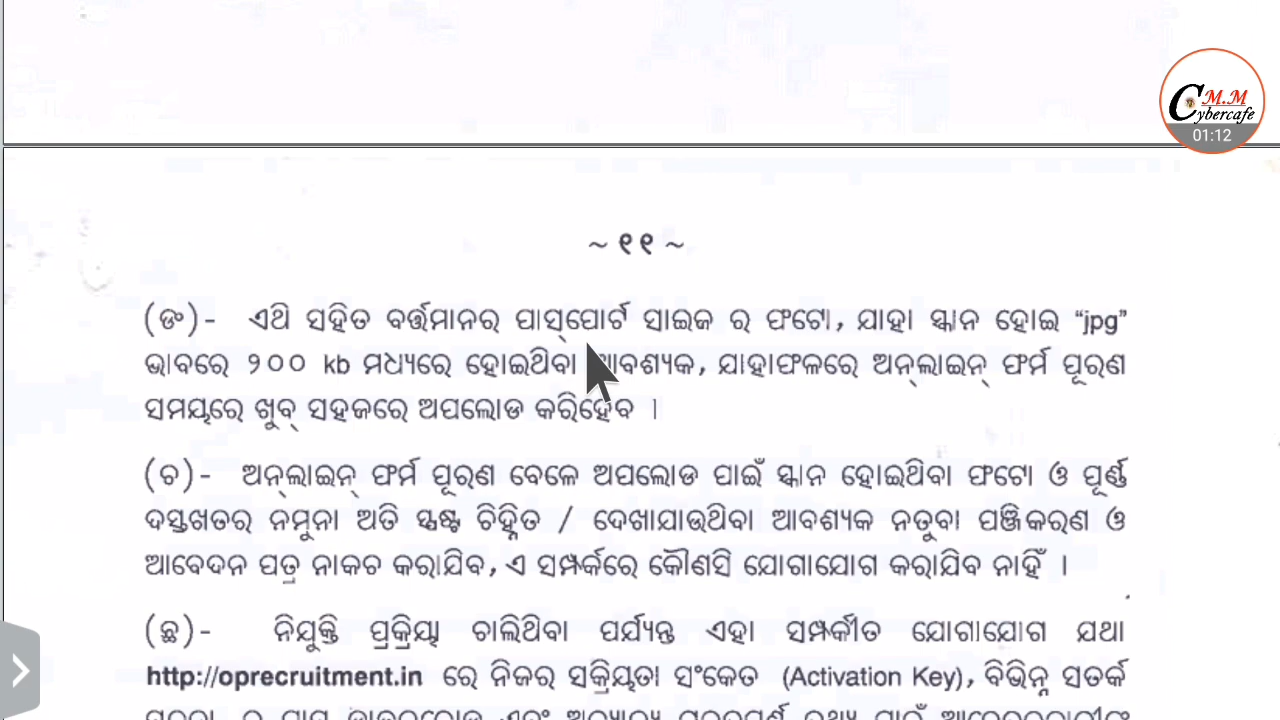 M.M
Cybercafe
01:12
~ ୧୧ ~
(ଙ)- ଏଥି ସହିତ ବର୍ତ୍ତମାନର ପାସ୍‌ପୋର୍ଟ ସାଇଜ ର ଫଟୋ, ଯାହା ସ୍କାନ ହୋଇ “jpg”
ଭାବରେ ୨୦୦ kb ମଧ୍ୟରେ ହୋଇଥିବା ଆବଶ୍ୟକ, ଯାହାଫଳରେ ଅନ୍‌ଲାଇନ୍ ଫର୍ମ ପୂରଣ
ସମୟରେ ଖୁବ୍ ସହଜରେ ଅପଲୋଡ କରିହେବ ।
(ଚ)- ଅନ୍‌ଲାଇନ୍ ଫର୍ମ ପୂରଣ ବେଳେ ଅପଲୋଡ ପାଇଁ ସ୍କାନ ହୋଇଥିବା ଫଟୋ ଓ ପୂର୍ଣ୍ଣ
ଦସ୍ତଖତର ନମୁନା ଅତି ସ୍ପଷ୍ଟ ଚିହ୍ନିତ / ଦେଖାଯାଉଥିବା ଆବଶ୍ୟକ ନତୁବା ପଞ୍ଜିକରଣ ଓ
ଆବେଦନ ପତ୍ର ନାକଚ କରାଯିବ, ଏ ସମ୍ପର୍କରେ କୌଣସି ଯୋଗାଯୋଗ କରାଯିବ ନାହିଁ ।
(ଛ)- ନିଯୁକ୍ତି ପ୍ରକ୍ରିୟା ଚାଲିଥିବା ପର୍ଯ୍ୟନ୍ତ ଏହା ସମ୍ପର୍କୀତ ଯୋଗାଯୋଗ ଯଥା
http://oprecruitment.in ରେ ନିଜର ସକ୍ରିୟତା ସଂକେତ (Activation Key), ବିଭିନ୍ନ ସତର୍କ